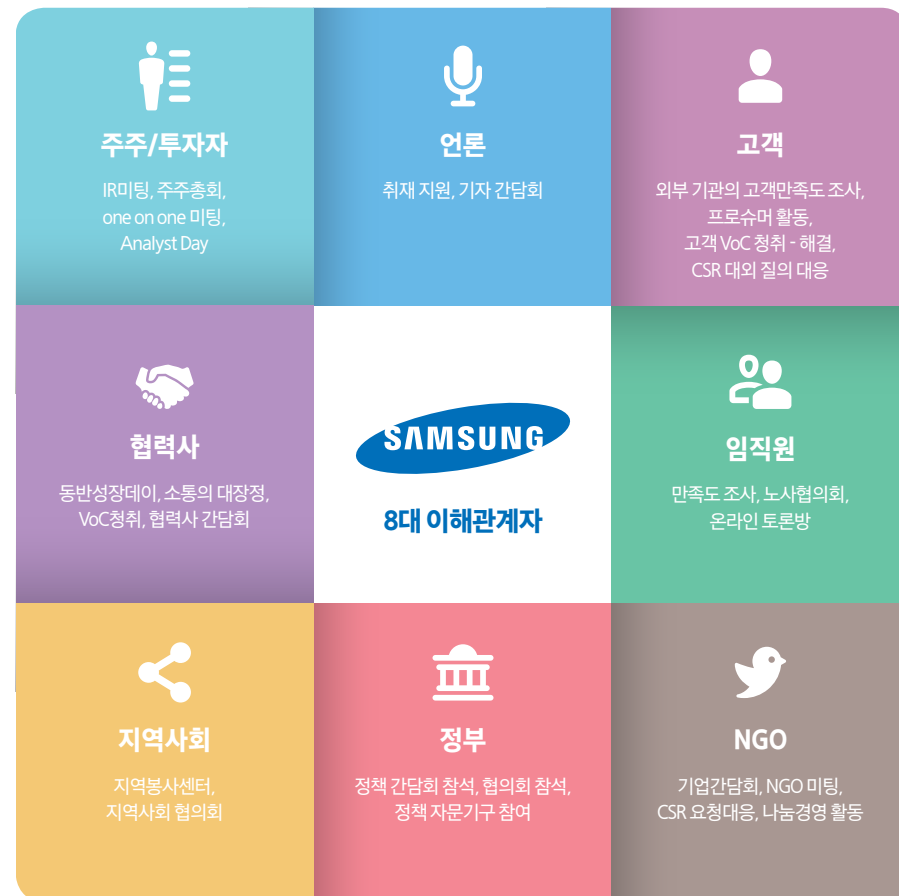 주주/투자자
IR미팅, 주주총회,
one on one 미팅,
Analyst Day
언론
취재 지원, 기자 간담회
고객
외부 기관의 고객만족도 조사,
프로슈머 활동,
고객 VoC 청취 - 해결,
CSR 대외 질의 대응
협력사
동반성장데이, 소통의 대장정,
VoC청취, 협력사 간담회
SAMSUNG
8대 이해관계자
임직원
만족도 조사, 노사협의회,
온라인 토론방
지역사회
지역봉사센터,
지역사회 협의회
정부
정책 간담회 참석, 협의회 참석,
정책 자문기구 참여
NGO
기업간담회, NGO 미팅,
CSR 요청대응, 나눔경영 활동